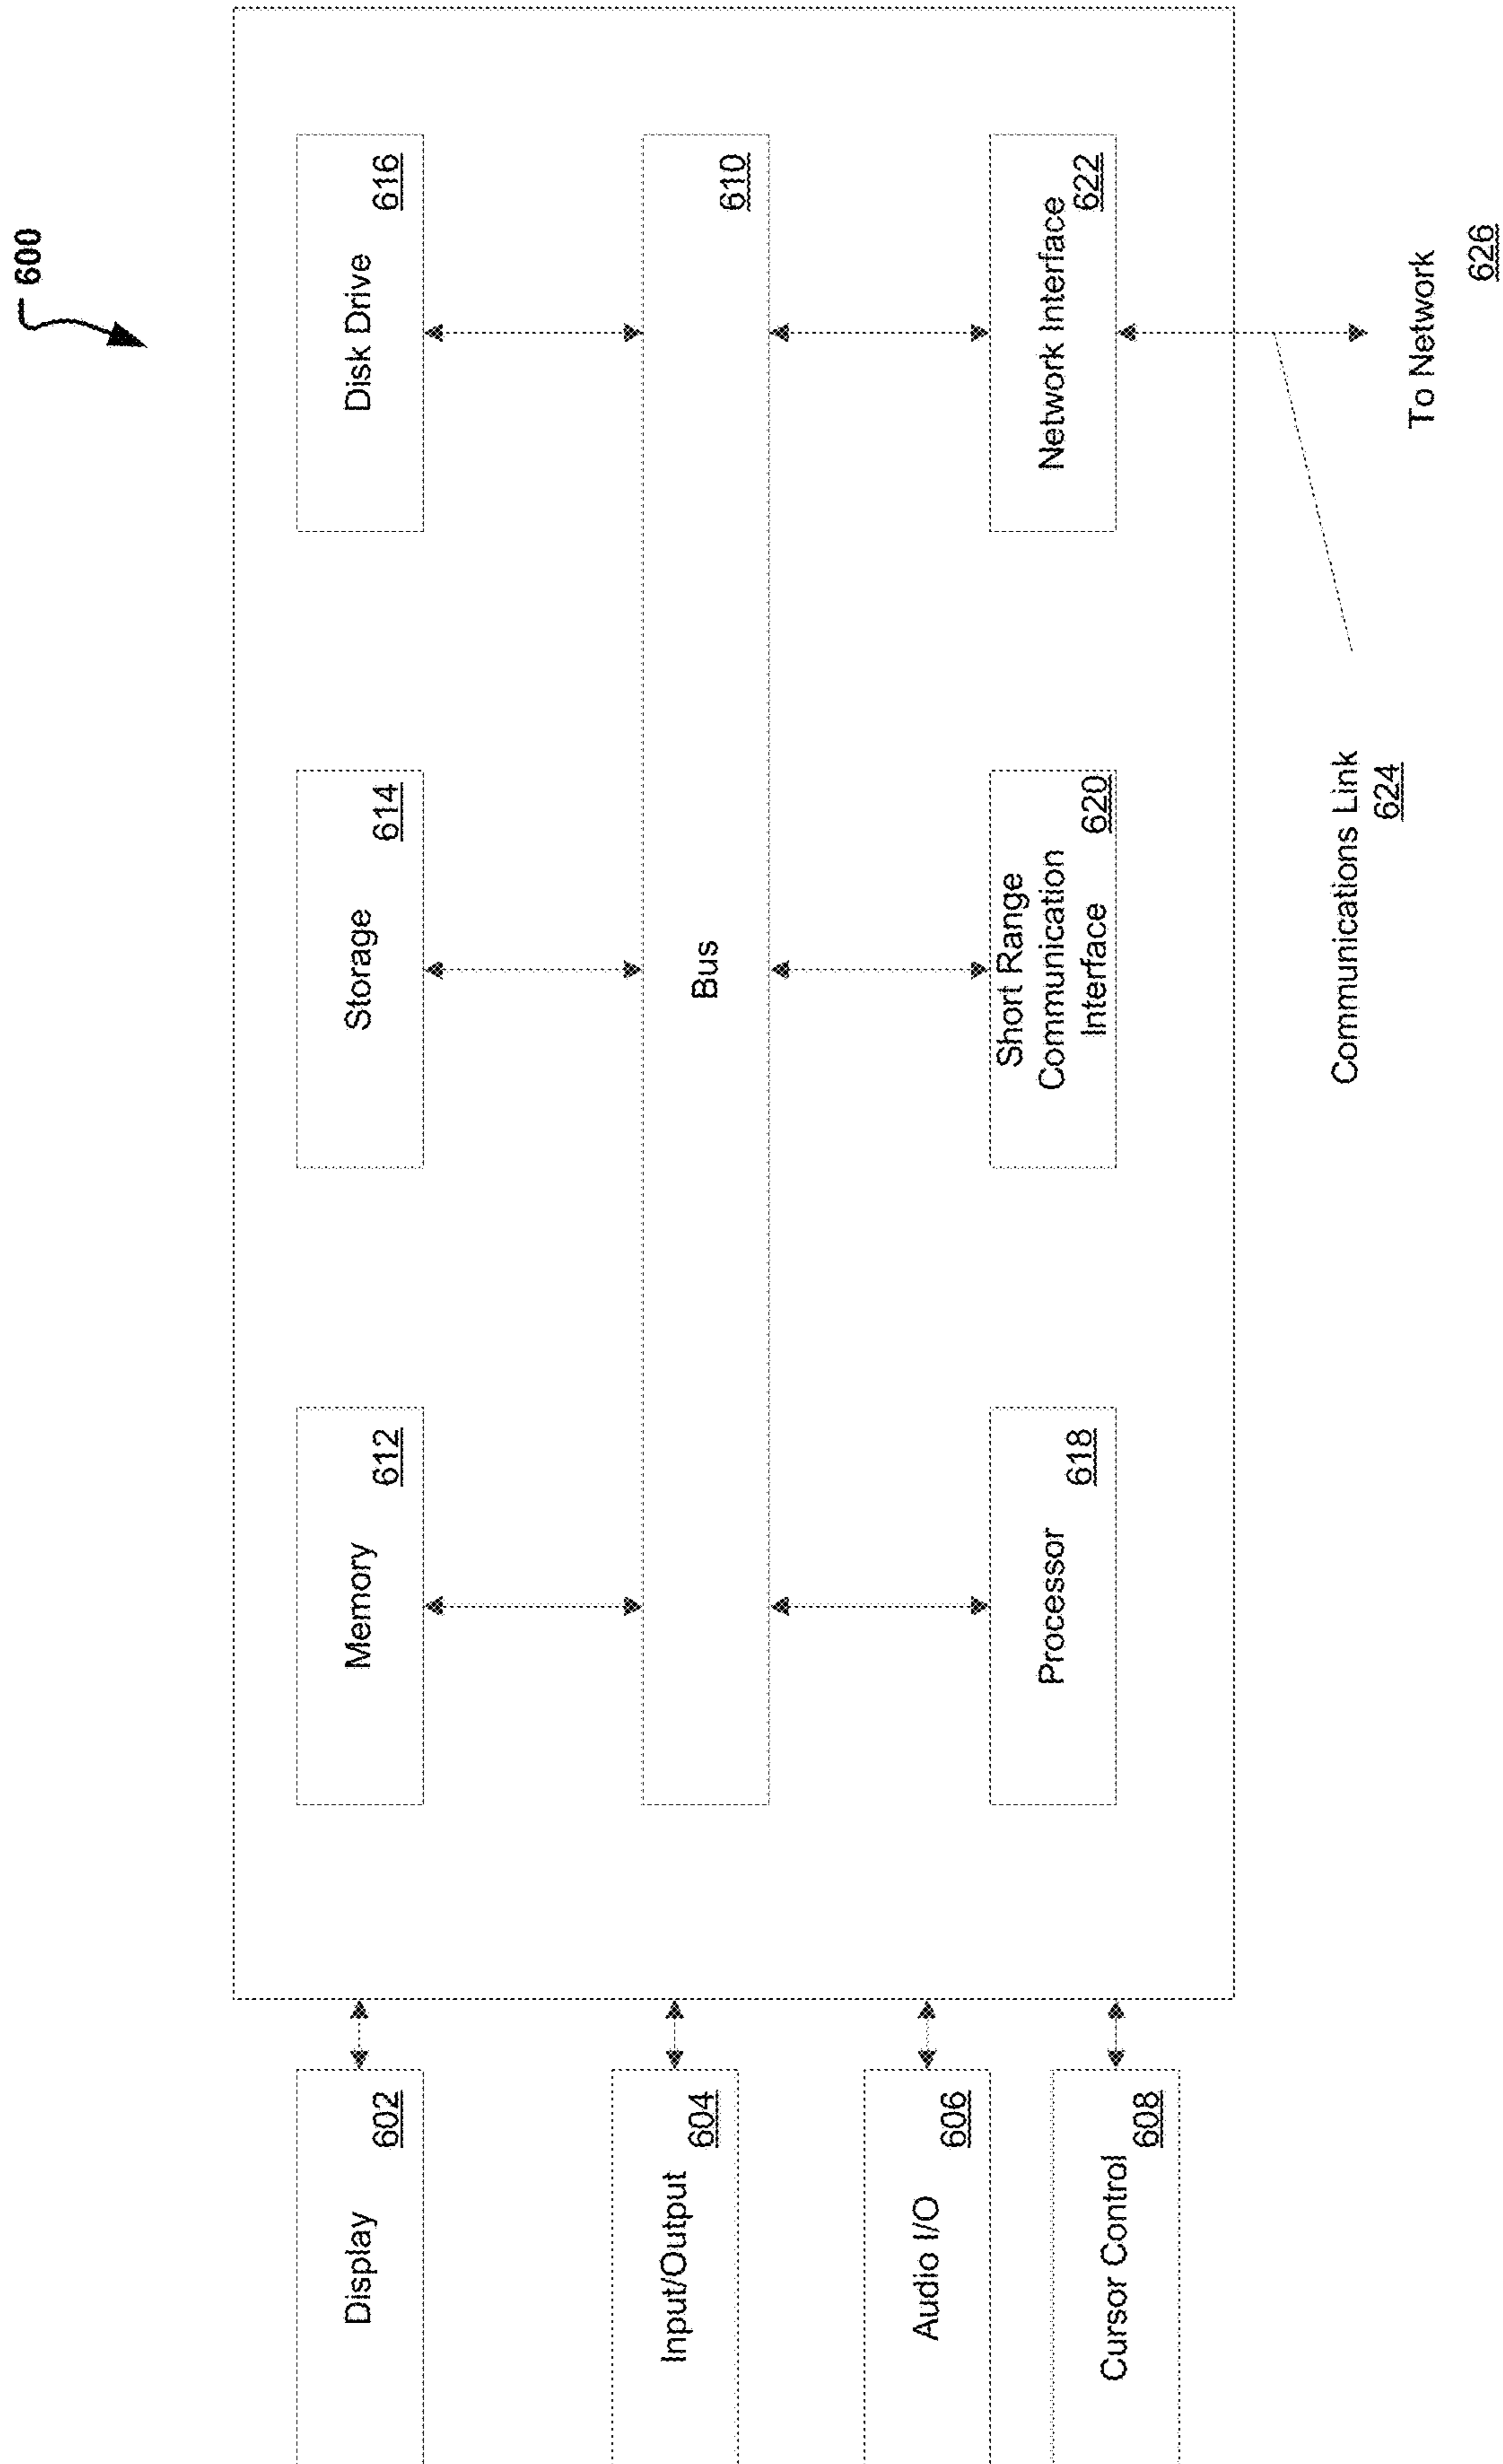 600
Display
602
Input/Output
604
Audio I/O
606
Cursor Control
608
Memory
612
Storage
614
Disk Drive
616
Bus
610
Processor
618
Short Range
Communication
Interface
620
Network Interface
622
Communications Link
624
To Network
626